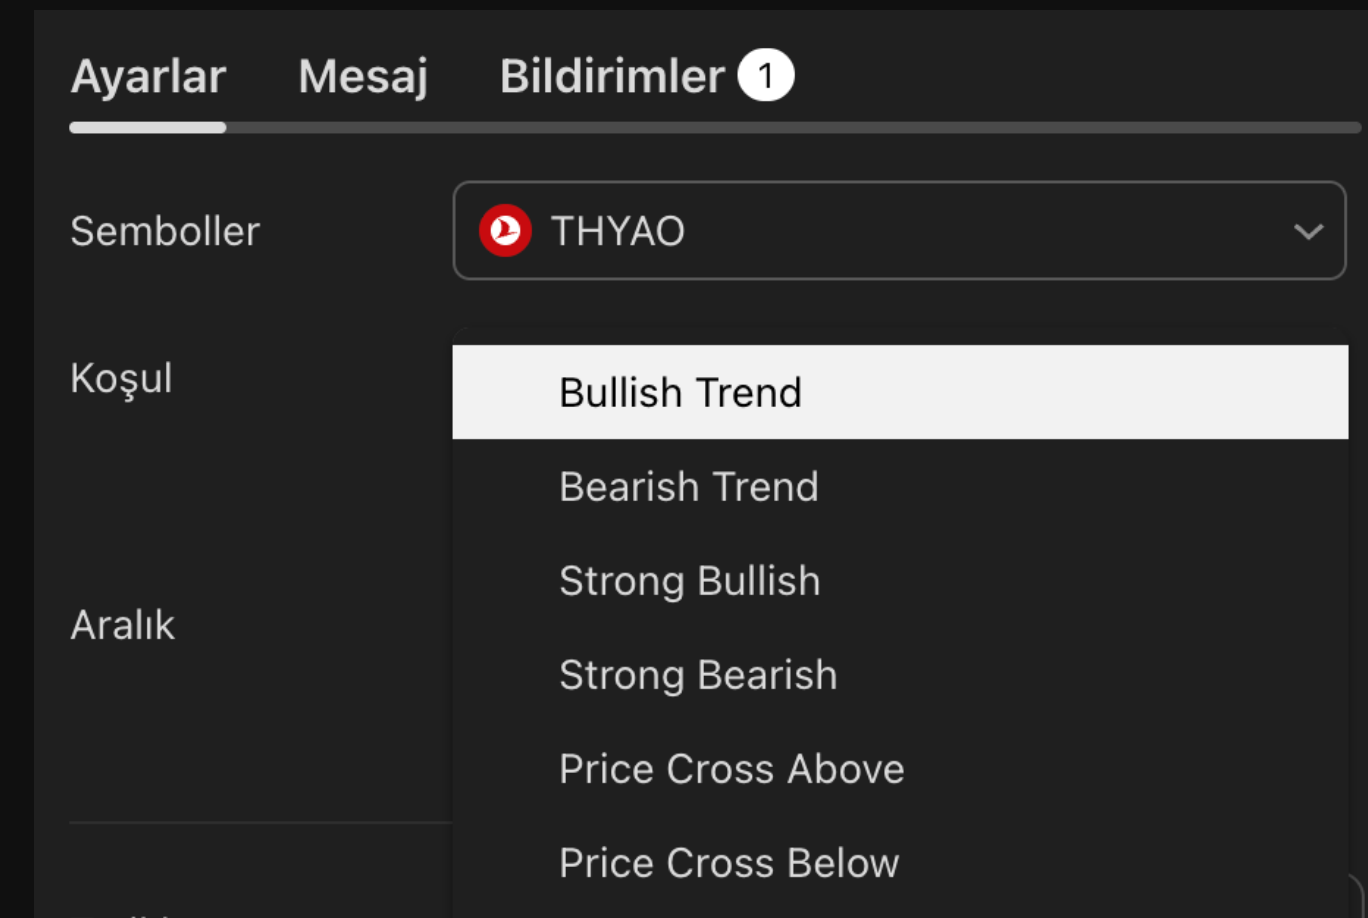 Ayarlar Mesaj Bildirimler 1
Semboller THYAO
Koşul
Bullish Trend
Bearish Trend
Strong Bullish
Aralık
Strong Bearish
Price Cross Above
Price Cross Below